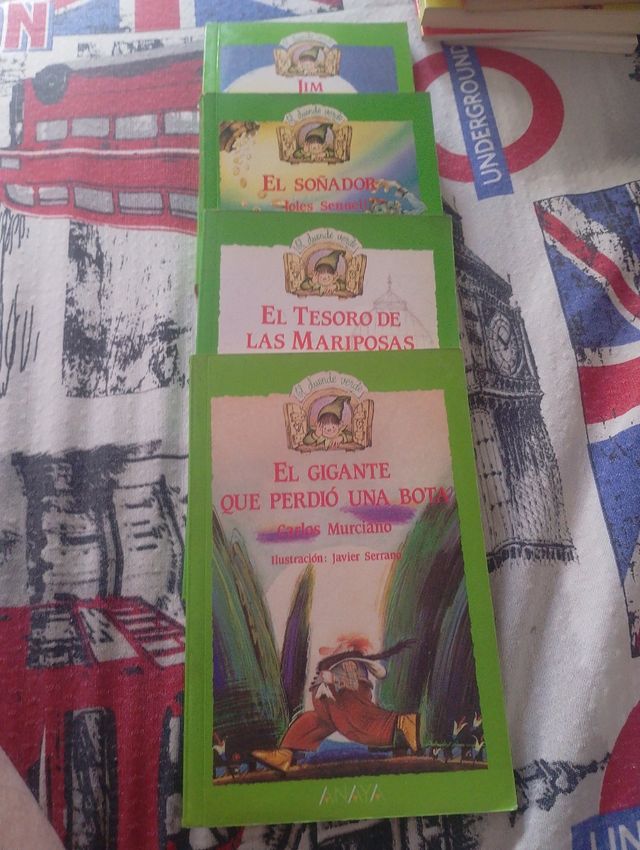 N
JIM
El duende verde
EL SOÑADOR
Joles Sennell
El duende verde
EL TESORO DE
LAS MARIPOSAS
El duende verde
EL GIGANTE
QUE PERDIÓ UNA BOTA
Carlos Murciano
Ilustración: Javier Serrano
ANAYA
UNDERGROUND